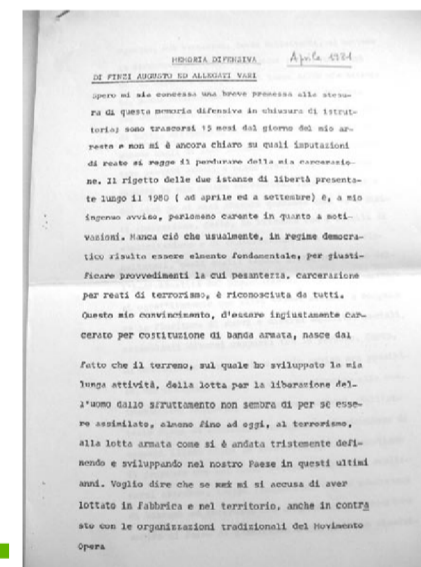 MEMORIA DIFENSIVA Aprile 1981
DI FINZI AUGUSTO ED ALLEGATI VARI
Spero mi sia concessa una breve premessa alla stesu-
ra di questa memoria difensiva in chiusura di istrut-
toria; sono trascorsi 15 mesi dal giorno del mio ar-
resto e non mi è ancora chiaro su quali imputazioni
di reato si regge il perdurare della mia carcerazio-
ne. Il rigetto delle due istanze di libertà presenta-
te lungo il 1980 ( ad aprile ed a settembre) è, a mio
ingenuo avviso, perlomeno carente in quanto a moti-
vazioni. Manca ciò che usualmente, in regime democra-
tico risulta essere elmento fondamentale, per giusti-
ficare provvedimenti la cui pesanterza, carcerazione
per reati di terrorismo, è riconosciuta da tutti.
Questo mio convincimento, d'essere ingiustamente car-
cerato per costituzione di banda armata, nasce dal
fatto che il terreno, sul quale ho sviluppato la mia
lunga attività, della lotta per la liberazione del-
l'uomo dallo sfruttamento non sembra di per se esse-
re assimilato, almeno fino ad oggi, al terrorismo,
alla lotta armata come si è andata tristemente defi-
nendo e sviluppando nel nostro Paese in questi ultimi
anni. Voglio dire che se mi si accusa di aver
lottato in fabbrica e nel territorio, anche in contra
sto con le organizzazioni tradizionali del Movimento
Opera